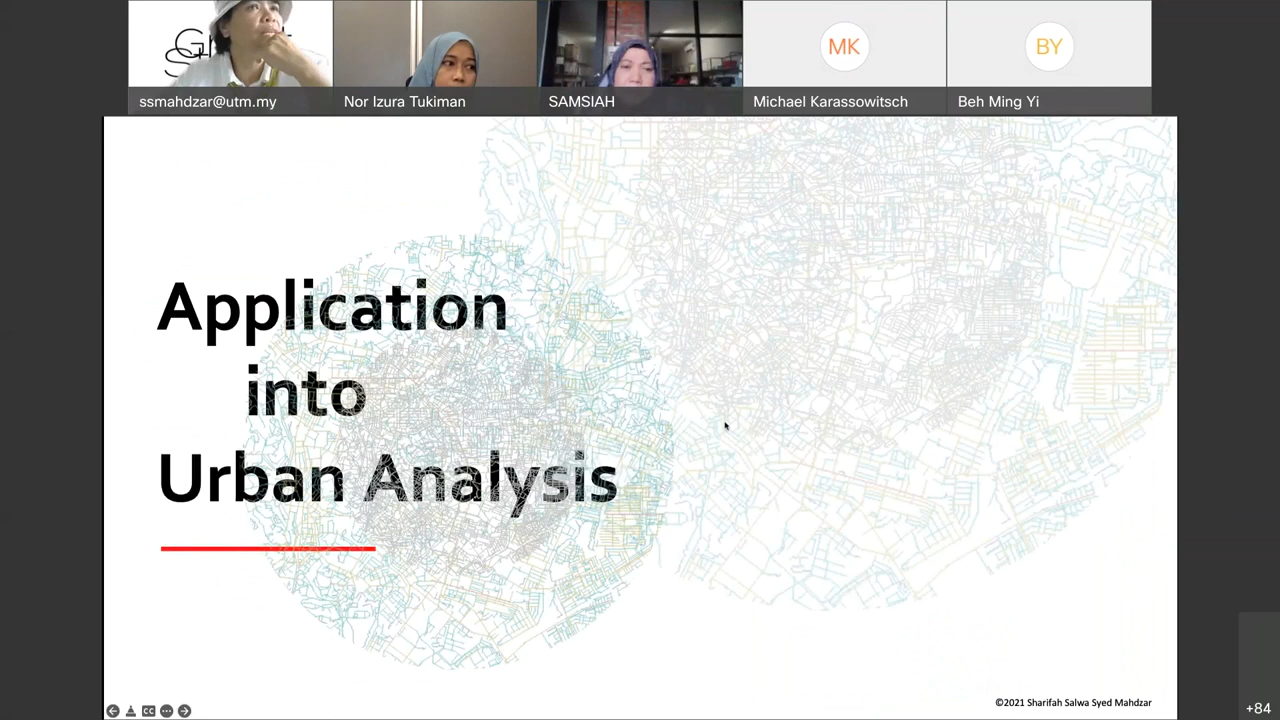 ssmahdzar@utm.my
Nor Izura Tukiman
SAMSIAH
MK
Michael Karassowitsch
BY
Beh Ming Yi
Application
into
Urban Analysis
©2021 Sharifah Salwa Syed Mahdzar
CC
+84